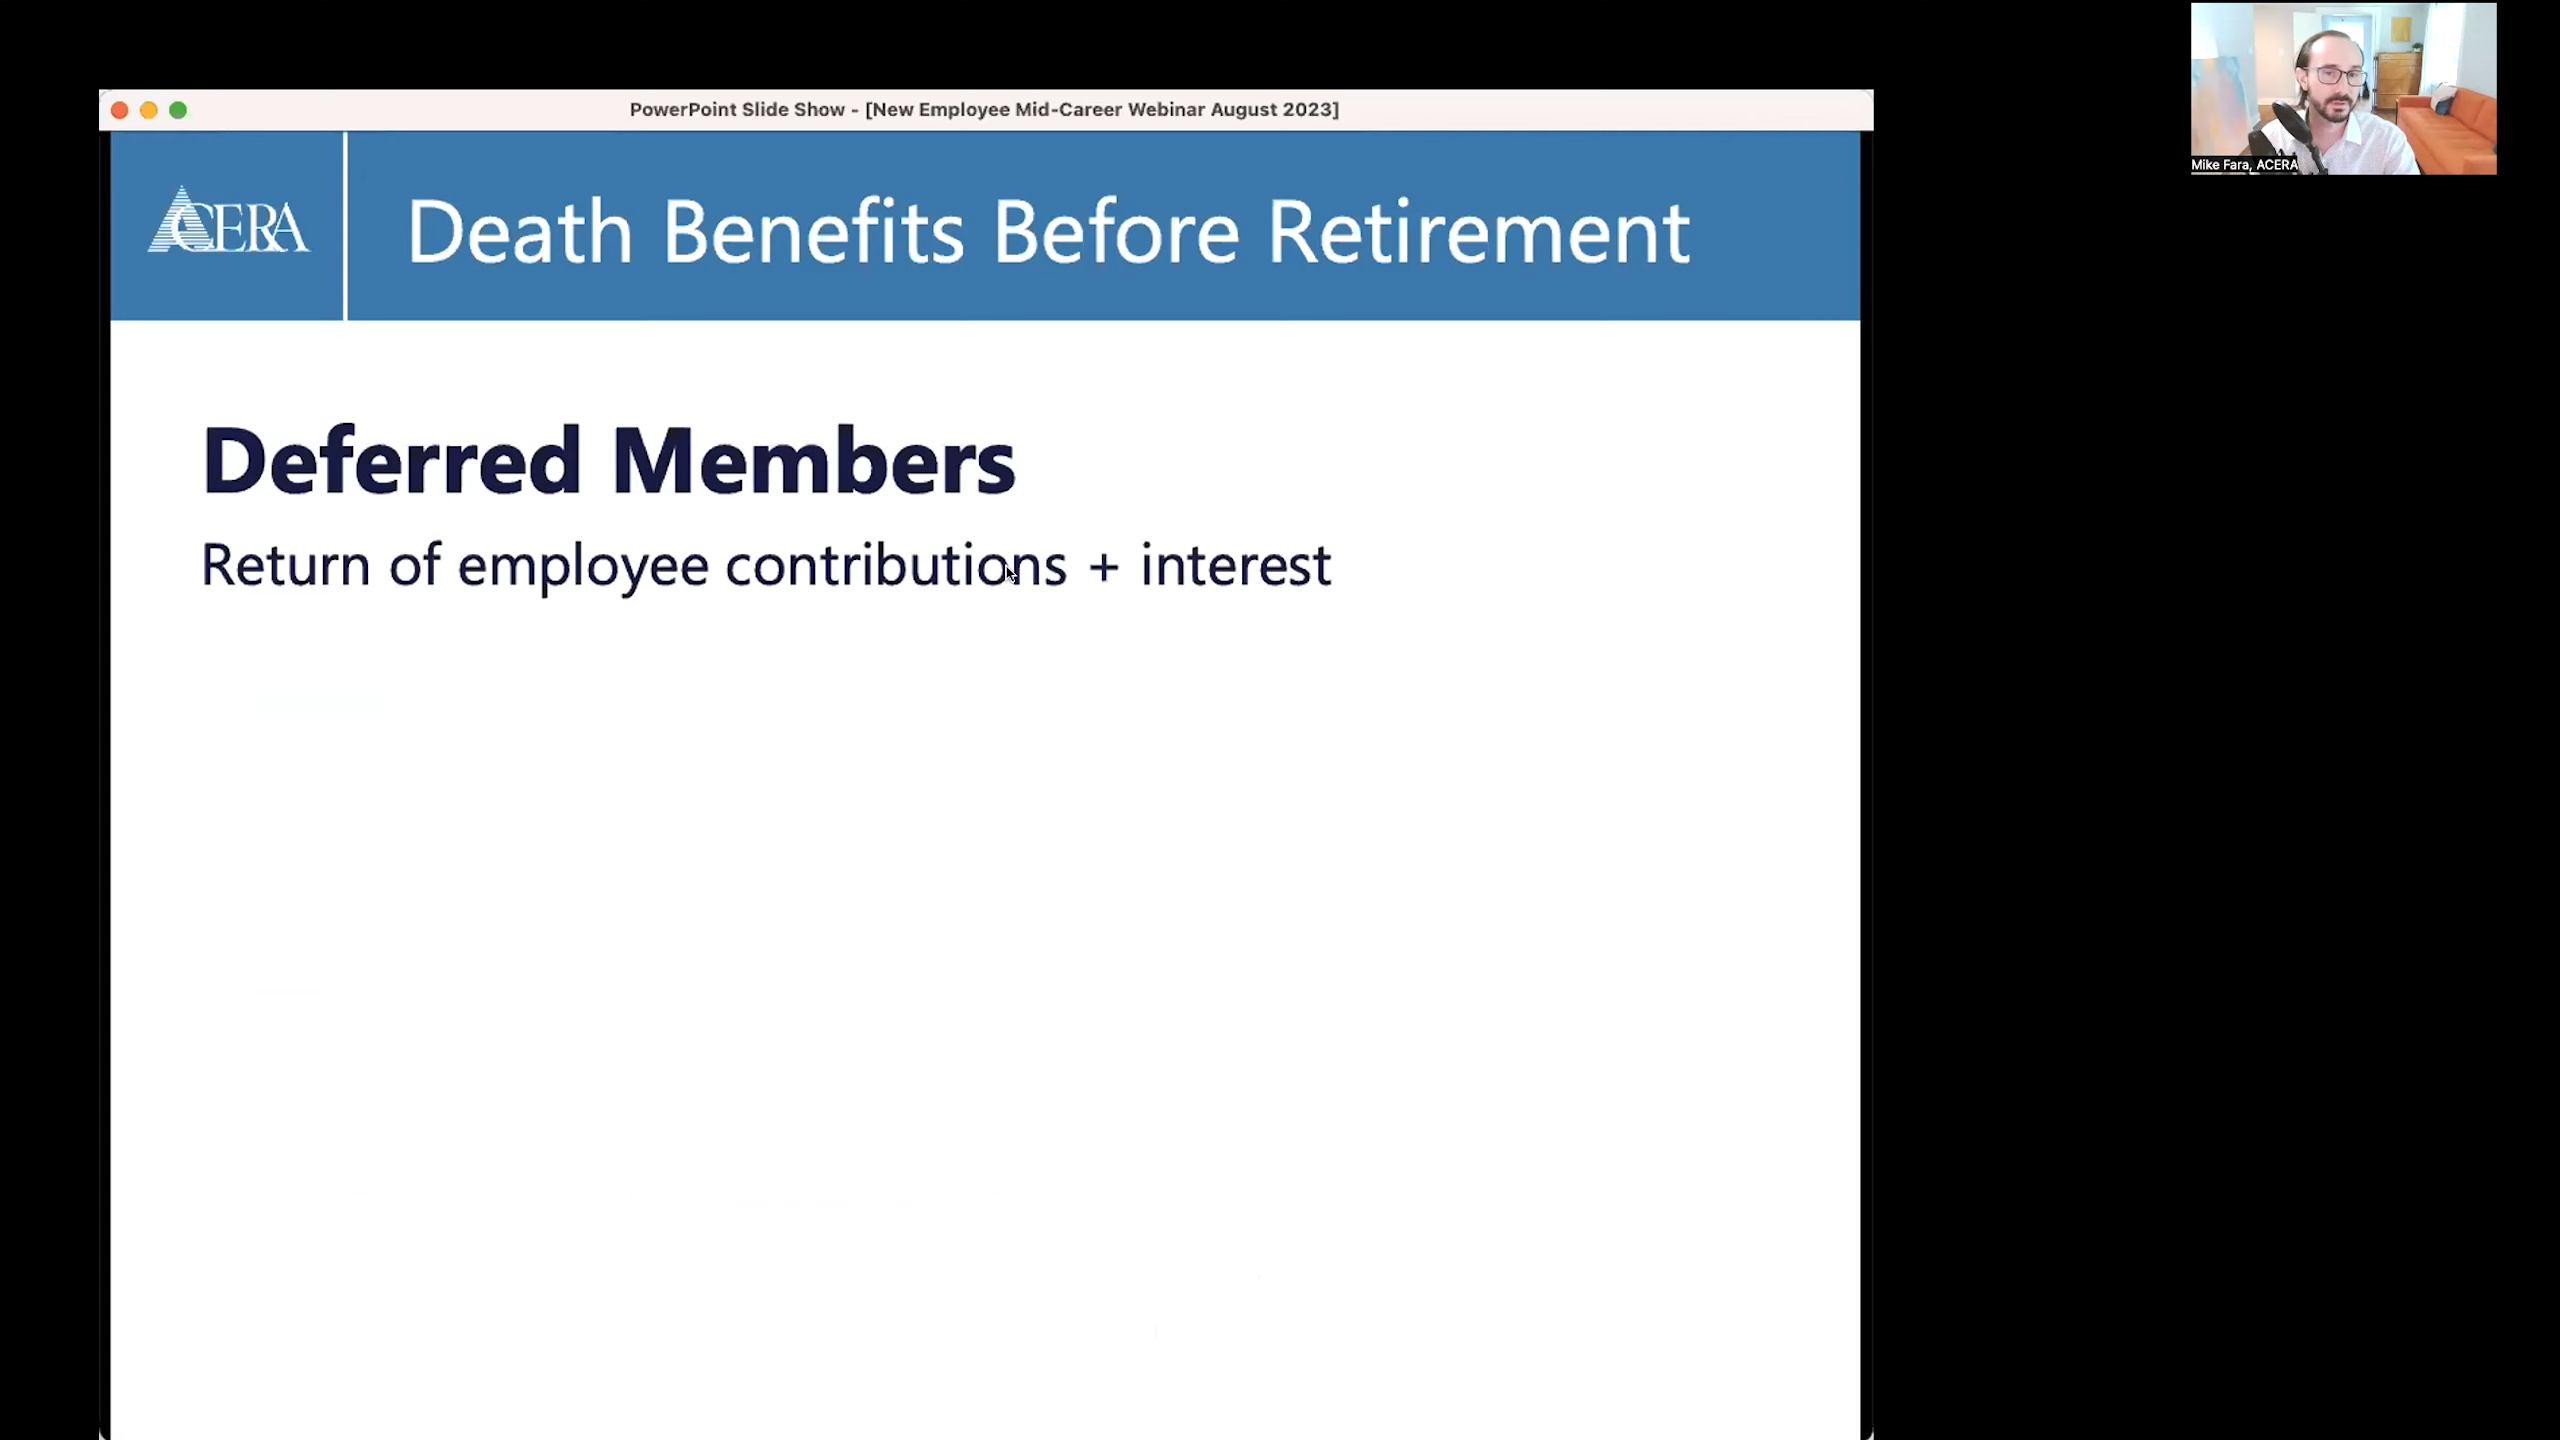 PowerPoint Slide Show - [New Employee Mid-Career Webinar August 2023]
Mike Fara, ACERA
ACERA
Death Benefits Before Retirement
Deferred Members
Return of employee contributions + interest